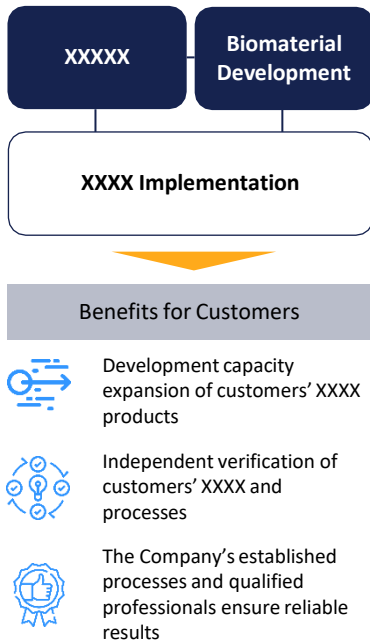 XXXXX
Biomaterial
Development
XXXX Implementation
Benefits for Customers
Development capacity
expansion of customers’ XXXX
products
Independent verification of
customers’ XXXX and
processes
The Company’s established
processes and qualified
professionals ensure reliable
results